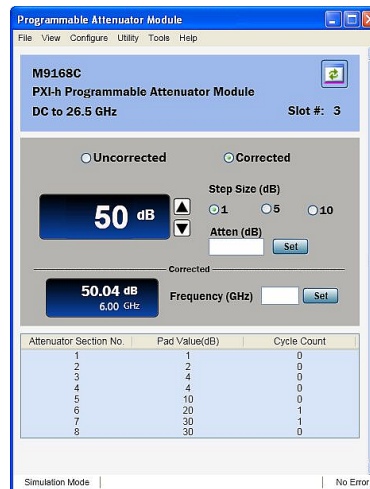 Programmable Attenuator Module
File View Configure Utility Tools Help
M9168C
PXI-h Programmable Attenuator Module
DC to 26.5 GHz Slot #: 3
Uncorrected Corrected
Step Size (dB)
50 dB
1 5 10
Atten (dB)
Set
Corrected
50.04 dB
6.00 GHz
Frequency (GHz) Set
Attenuator Section No. Pad Value(dB) Cycle Count
1 1 0
2 2 0
3 4 0
4 4 0
5 10 0
6 20 1
7 30 1
8 30 0
Simulation Mode No Error